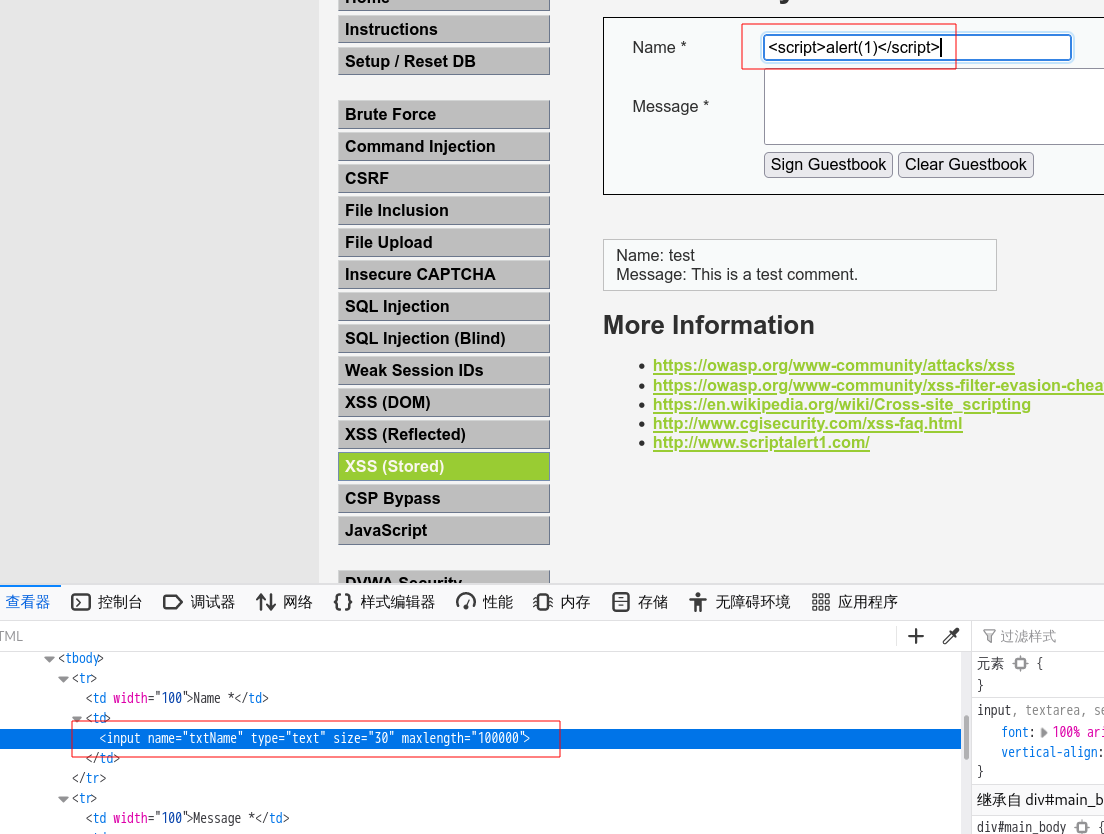 Instructions
Setup / Reset DB
Brute Force
Command Injection
CSRF
File Inclusion
File Upload
Insecure CAPTCHA
SQL Injection
SQL Injection (Blind)
Weak Session IDs
XSS (DOM)
XSS (Reflected)
XSS (Stored)
CSP Bypass
JavaScript
DVWA Security
Name * <script>alert(1)</script>
Message *
Sign Guestbook Clear Guestbook
Name: test
Message: This is a test comment.
More Information
• https://owasp.org/www-community/attacks/xss
• https://owasp.org/www-community/xss-filter-evasion-chea
• https://en.wikipedia.org/wiki/Cross-site_scripting
• http://www.cgisecurity.com/xss-faq.html
• http://www.scriptalert1.com/
查看器 控制台 调试器 网络 {} 样式编辑器 性能 内存 存储 无障碍环境 应用程序
TML
<tbody>
<tr>
<td width="100">Name *</td>
<td>
<input name="txtName" type="text" size="30" maxlength="100000">
</td>
</tr>
<tr>
<td width="100">Message *</td>
过滤样式
元素 {
}
input, textarea, se
font: 100% ari
vertical-align:
}
继承自 div#main_b
div#main_body {